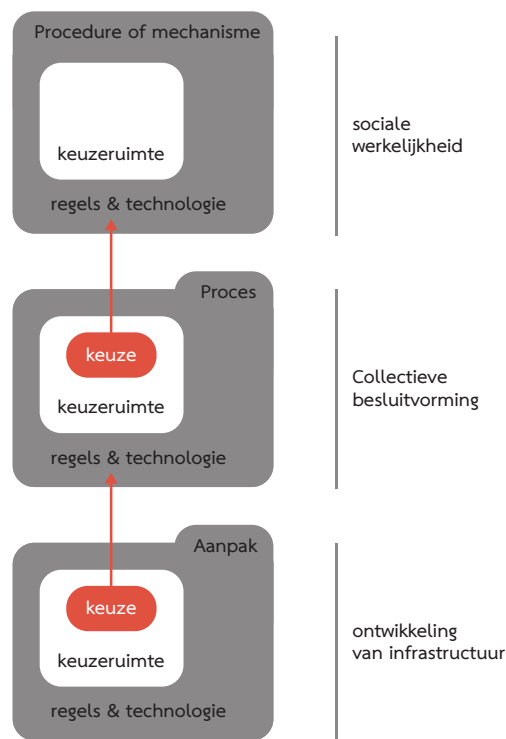 Procedure of mechanisme
keuzeruimte
regels & technologie
sociale
werkelijkheid
Proces
keuze
keuzeruimte
regels & technologie
Collectieve
besluitvorming
Aanpak
keuze
keuzeruimte
regels & technologie
ontwikkeling
van infrastructuur